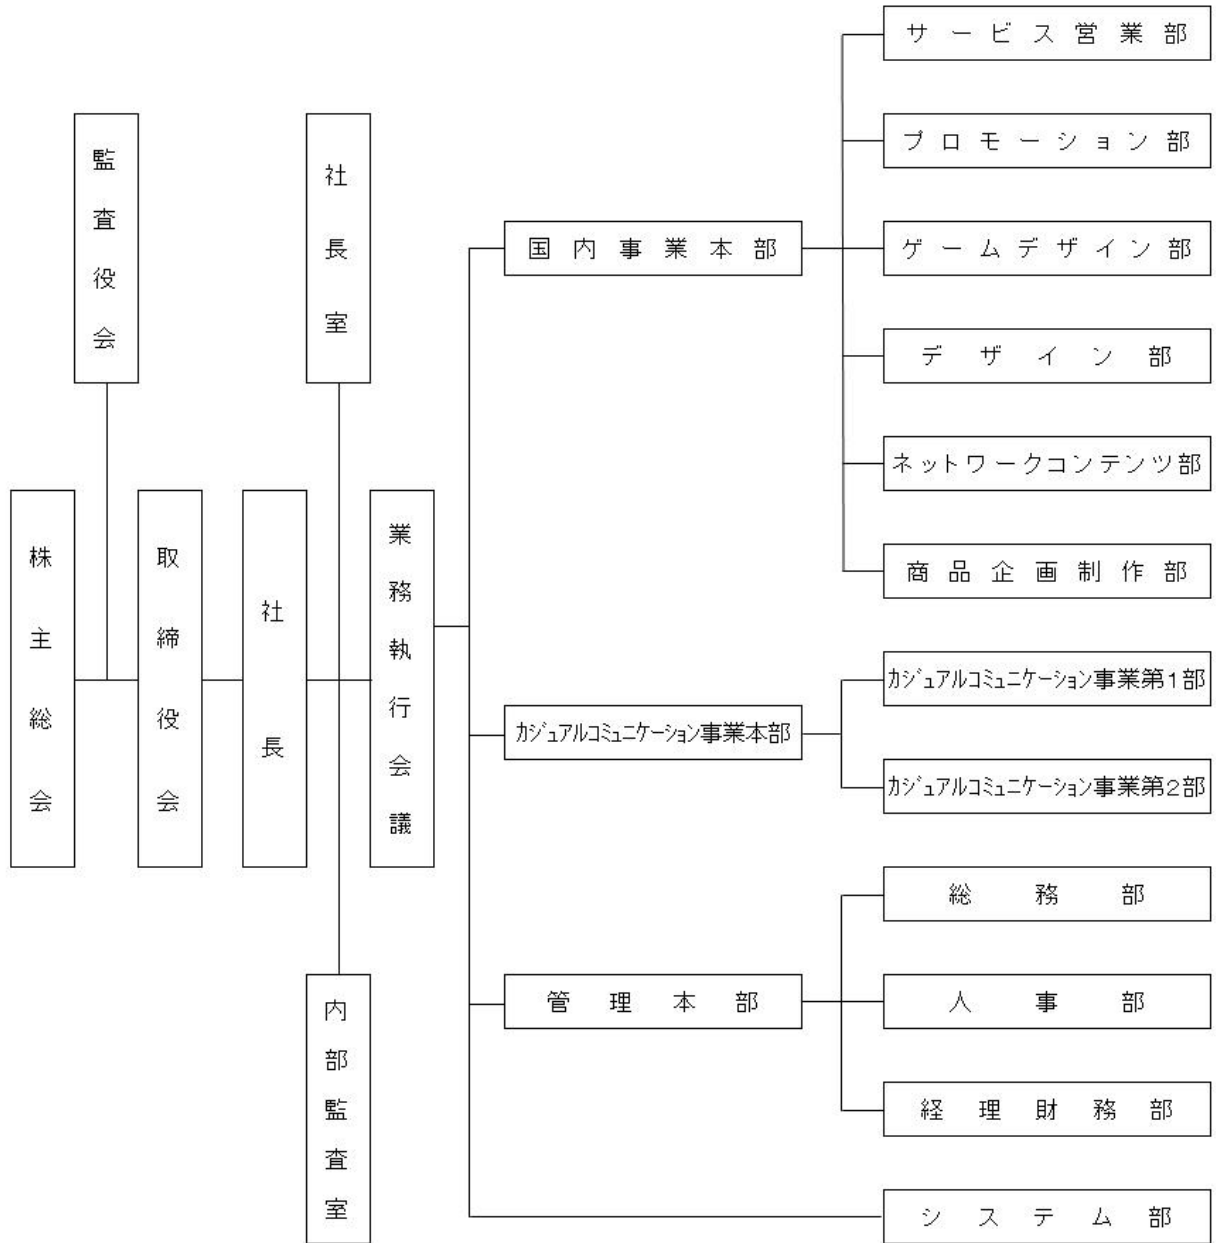 株主総会
監査役会
取締役会
社長
社長室
内部監査室
業務執行会議
国内事業本部
サービス営業部
プロモーション部
ゲームデザイン部
デザイン部
ネットワークコンテンツ部
商品企画制作部
カジュアルコミュニケーション事業本部
カジュアルコミュニケーション事業第1部
カジュアルコミュニケーション事業第2部
管理本部
総務部
人事部
経理財務部
システム部